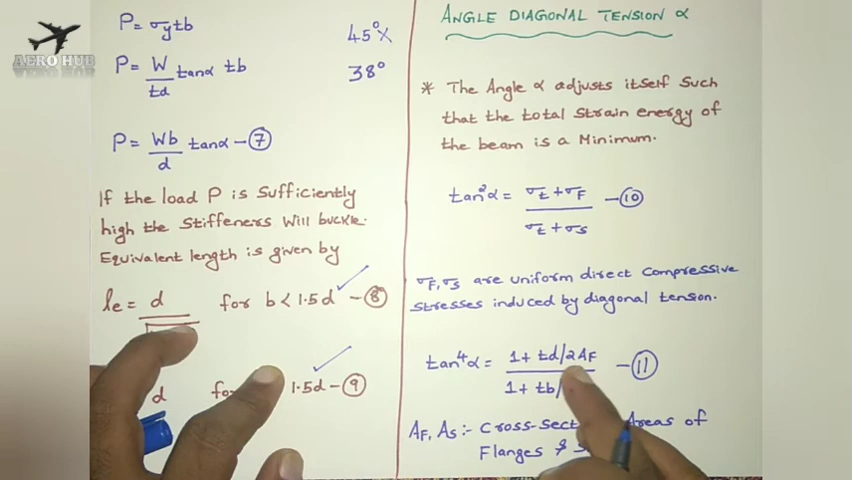 AERO HUB
P = σytb
45° X
P = W/td tanα tb
38°
P = Wb/d tanα - 7
If the load P is Sufficiently
high the Stiffeners Will buckle.
Equivalent length is given by
le = d
for b < 1.5d - 8
d
1.5d - 9
ANGLE DIAGONAL TENSION α
* The Angle α adjusts itself Such
that the total Strain energy of
the beam is a Minimum.
tan²α = σt + σF / σt + σs - 10
σF, σs are uniform direct Compressive
Stresses induced by diagonal tension.
tan⁴α = 1 + td/2AF / 1 + tb/ - 11
AF, As :- Cross-Sect Areas of
Flanges &